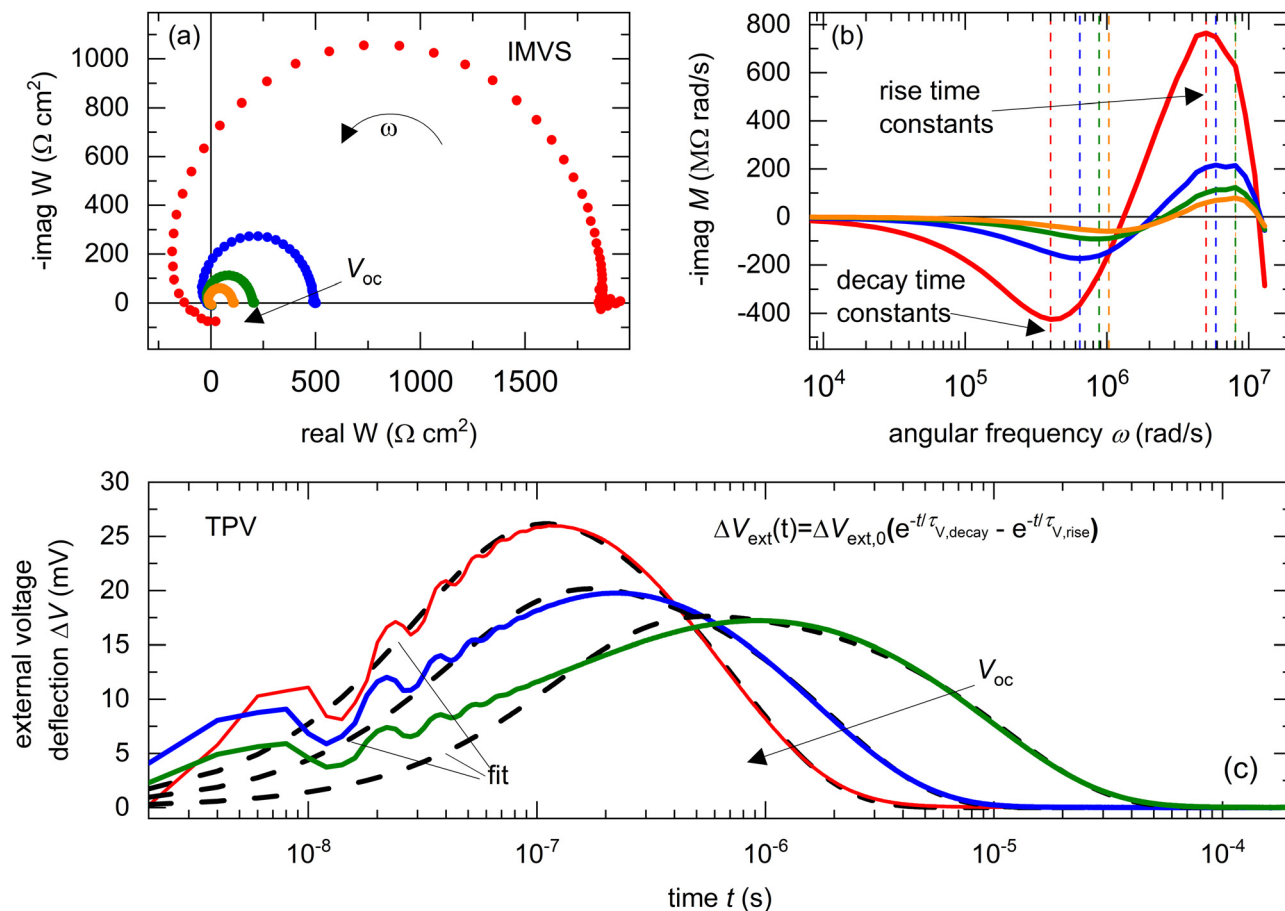 (a)
IMVS
ω
V_oc
1000
800
600
400
200
0
-imag W (Ω cm²)
0
500
1000
1500
real W (Ω cm²)
(b)
rise time
constants
decay time
constants
800
600
400
200
0
-200
-400
-imag M (MΩ rad/s)
10⁴
10⁵
10⁶
10⁷
angular frequency ω (rad/s)
TPV
ΔV_ext(t)=ΔV_ext,0(e^-t/τ_V,decay - e^-t/τ_V,rise)
V_oc
fit
(c)
30
25
20
15
10
5
0
external voltage
deflection ΔV (mV)
10⁻⁸
10⁻⁷
10⁻⁶
10⁻⁵
10⁻⁴
time t (s)